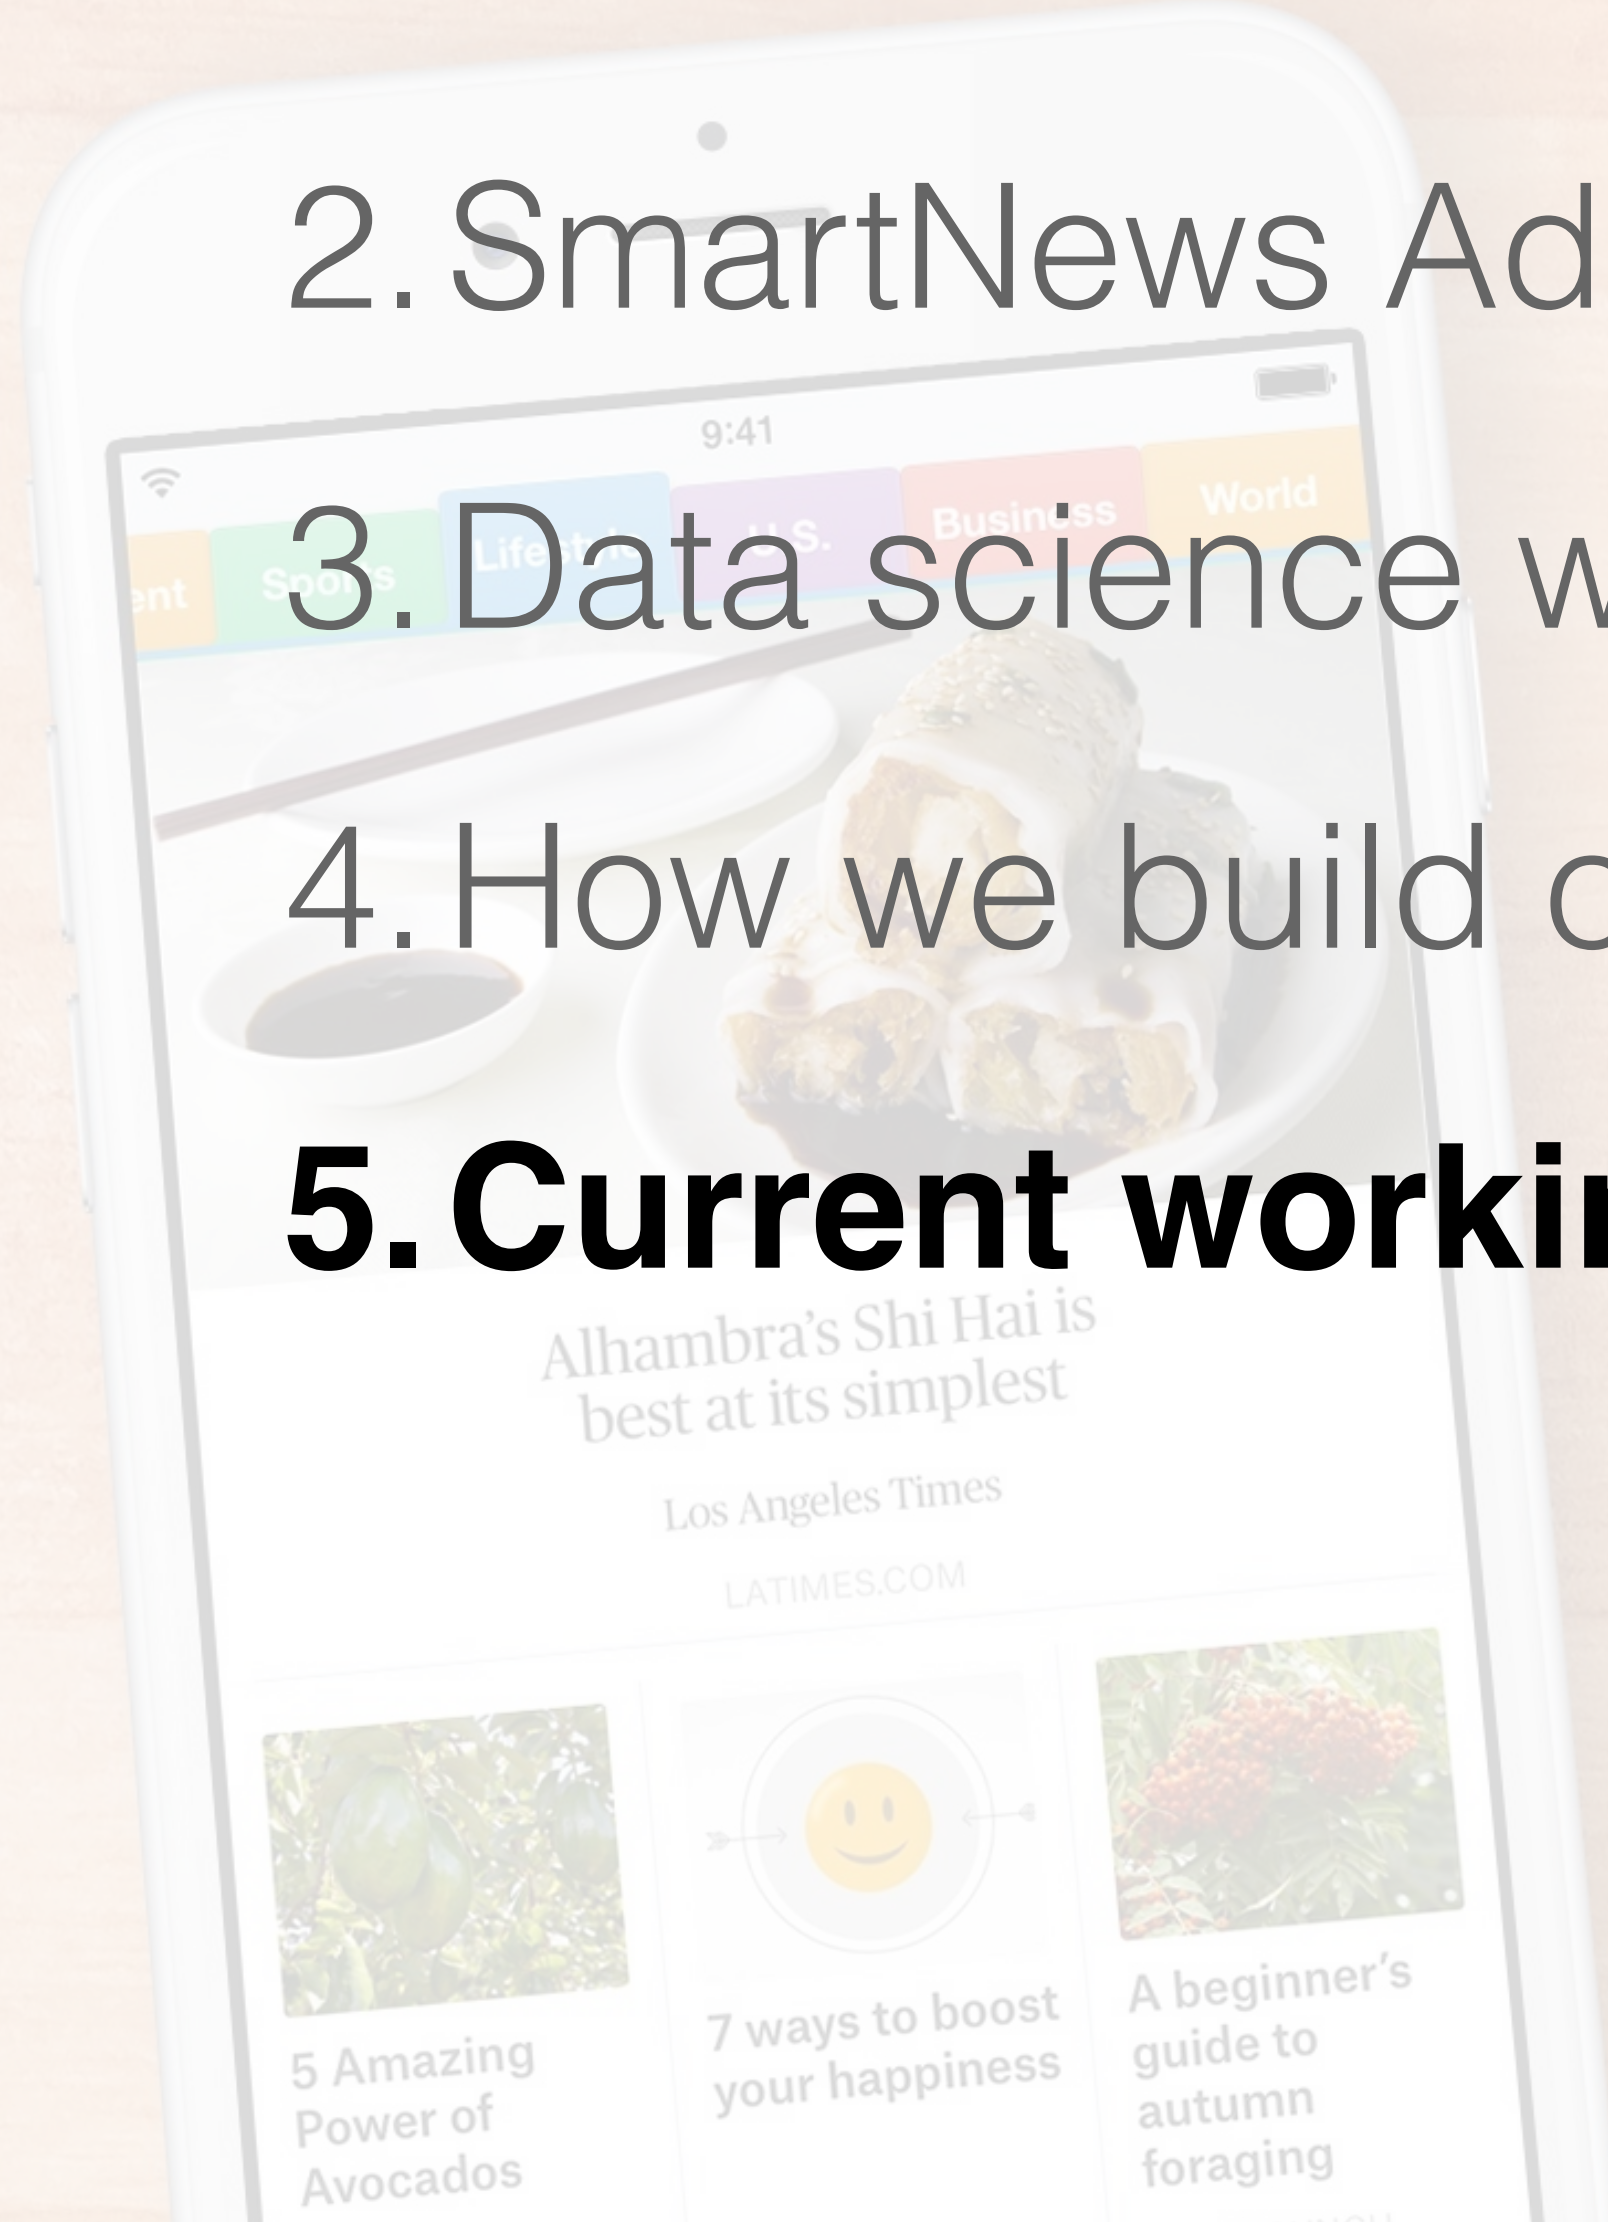 2. SmartNews Ad
9:41
ent Sports Lifestyle U.S. Business World
3. Data science w
4. How we build
5. Current workin
Alhambra's Shi Hai is
best at its simplest
Los Angeles Times
LATIMES.COM
5 Amazing
Power of
Avocados
7 ways to boost
your happiness
A beginner's
guide to
autumn
foraging